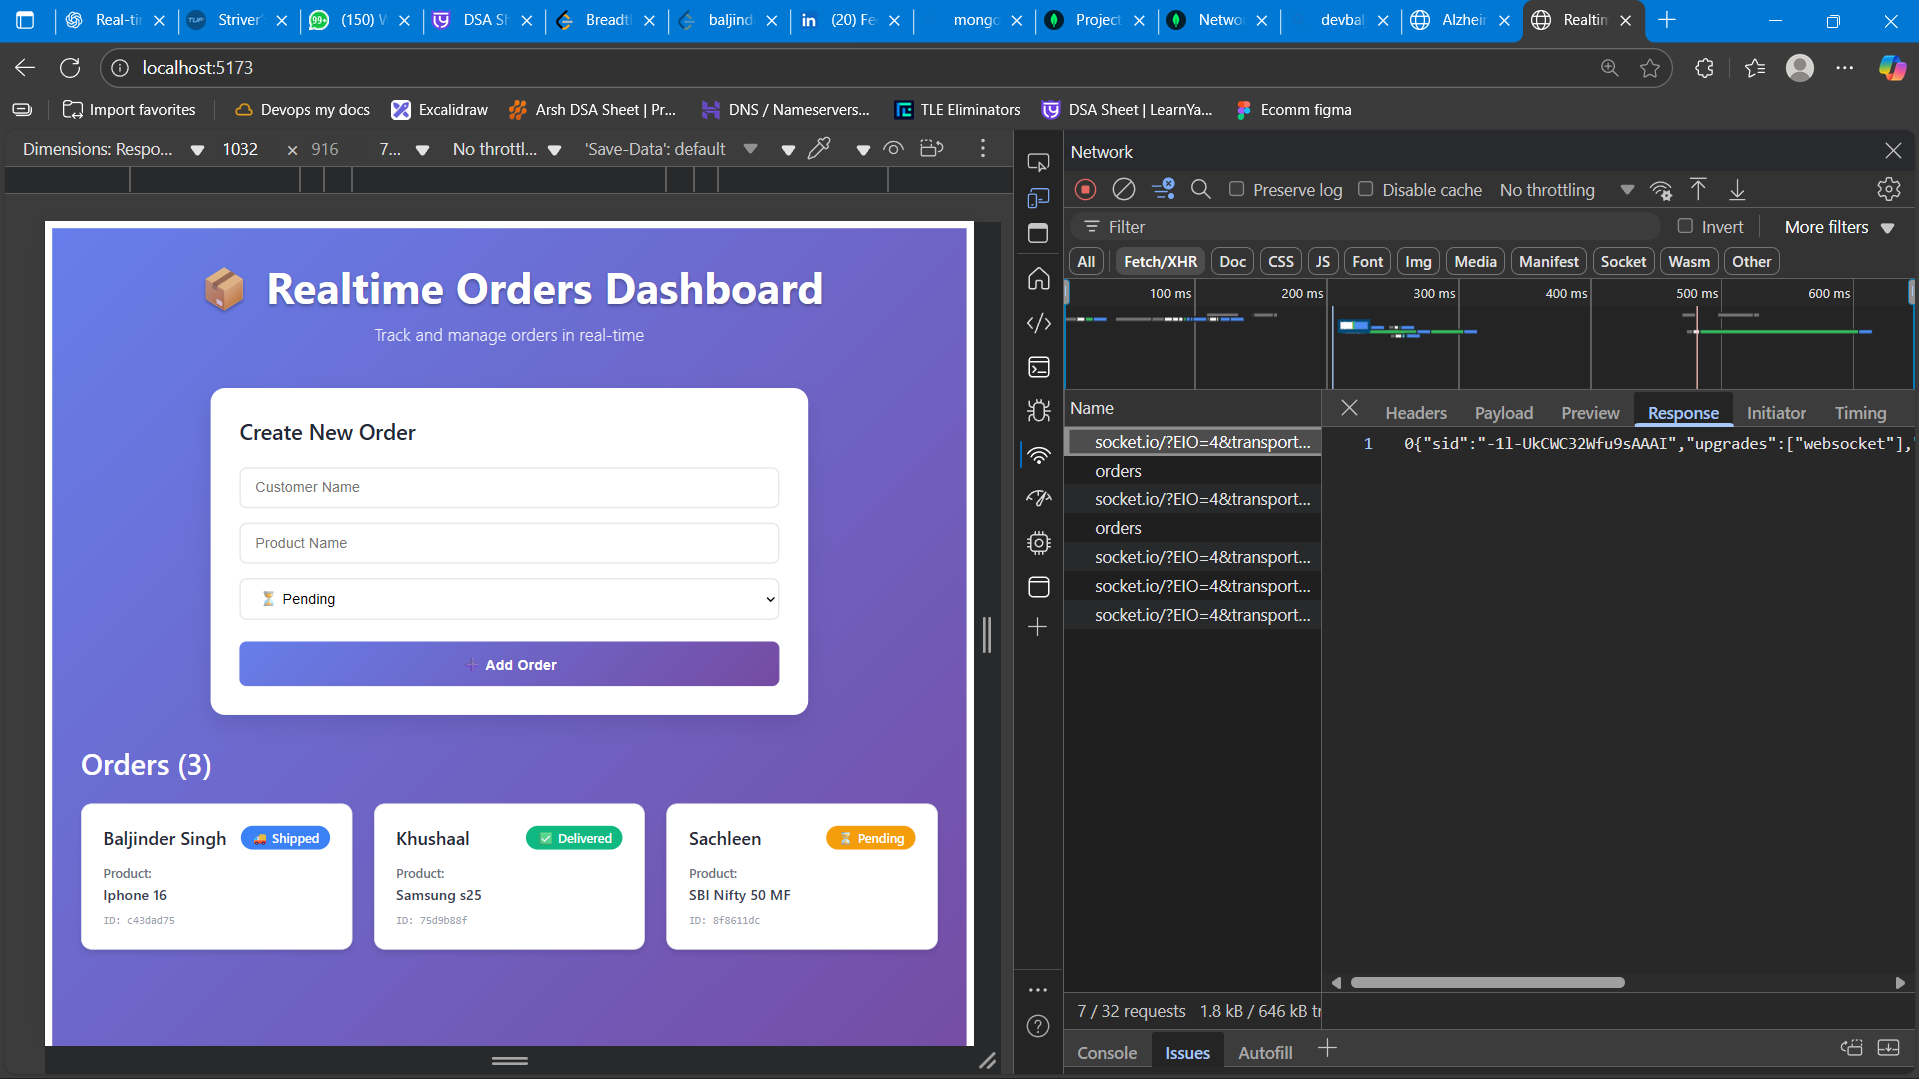 Real-ti
Striver'
(150) W
DSA Sh
Breadt
baljind
(20) Fe
mongo
Project
Netwo
devbal
Alzhei
Realtim
localhost:5173
Import favorites
Devops my docs
Excalidraw
Arsh DSA Sheet | Pr...
DNS / Nameservers...
TLE Eliminators
DSA Sheet | LearnYa...
Ecomm figma
Dimensions: Respo...
1032 × 916
7...
No throttl...
'Save-Data': default
📦 Realtime Orders Dashboard
Track and manage orders in real-time
Create New Order
Customer Name
Product Name
⏳ Pending
➕ Add Order
Orders (3)
Baljinder Singh
🚚 Shipped
Product:
Iphone 16
ID: c43dad75
Khushaal
✅ Delivered
Product:
Samsung s25
ID: 75d9b88f
Sachleen
⏳ Pending
Product:
SBI Nifty 50 MF
ID: 8f8611dc
Network
Preserve log
Disable cache
No throttling
Filter
Invert
More filters
All
Fetch/XHR
Doc
CSS
JS
Font
Img
Media
Manifest
Socket
Wasm
Other
100 ms
200 ms
300 ms
400 ms
500 ms
600 ms
Name
socket.io/?EIO=4&transport...
orders
socket.io/?EIO=4&transport...
orders
socket.io/?EIO=4&transport...
socket.io/?EIO=4&transport...
socket.io/?EIO=4&transport...
Headers
Payload
Preview
Response
Initiator
Timing
1 0{"sid":"-1l-UkCWC32Wfu9sAAAI","upgrades":["websocket"],
7 / 32 requests
1.8 kB / 646 kB tr
Console
Issues
Autofill